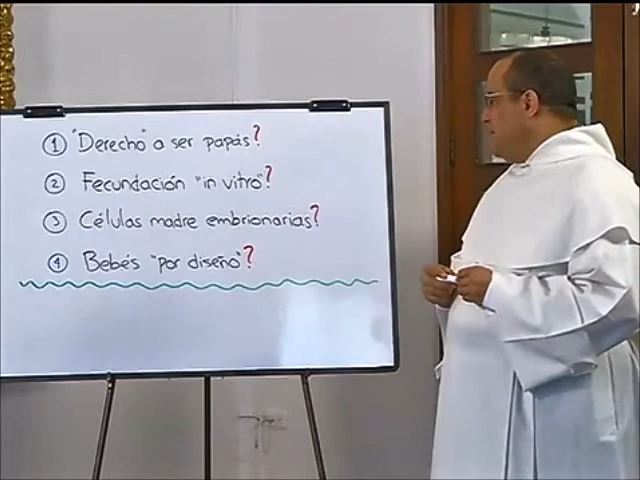 ① "Derecho" a ser papás?
② Fecundación "in vitro"?
③ Células madre embrionarias?
④ Bebés "por diseño"?